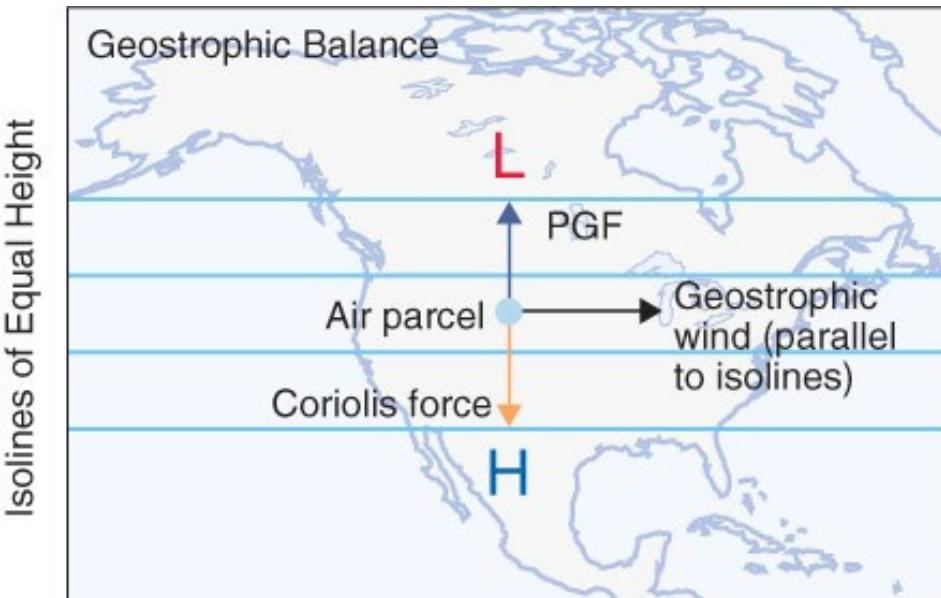 Geostrophic Balance
Isolines of Equal Height
L
PGF
Air parcel
Geostrophic
wind (parallel
to isolines)
Coriolis force
H